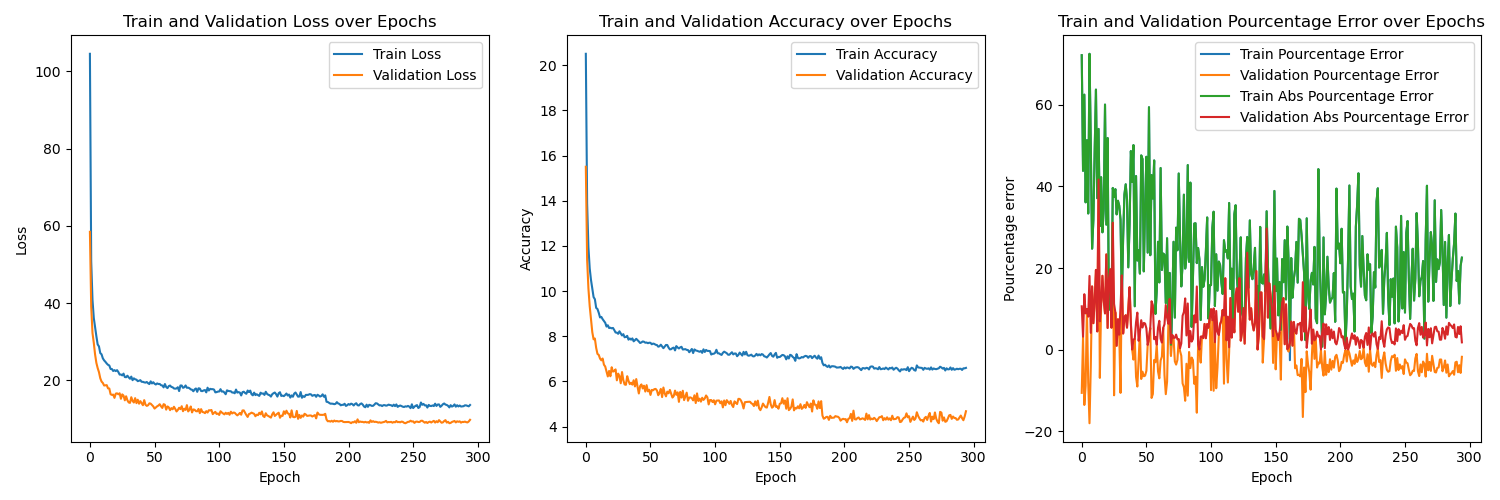 Train and Validation Loss over Epochs
Train Loss
Validation Loss
100
80
60
40
20
Loss
0 50 100 150 200 250 300
Epoch
Train and Validation Accuracy over Epochs
Train Accuracy
Validation Accuracy
20
18
16
14
12
10
8
6
4
Accuracy
0 50 100 150 200 250 300
Epoch
Train and Validation Pourcentage Error over Epochs
Train Pourcentage Error
Validation Pourcentage Error
Train Abs Pourcentage Error
Validation Abs Pourcentage Error
60
40
20
0
−20
Pourcentage error
0 50 100 150 200 250 300
Epoch